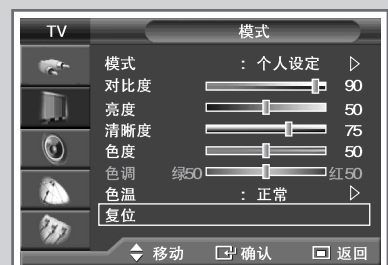 TV 模式
模式 : 个人设定
对比度 90
亮度 50
清晰度 75
色度 50
色调 绿50 红50
色温 : 正常
复位
移动 确认 返回